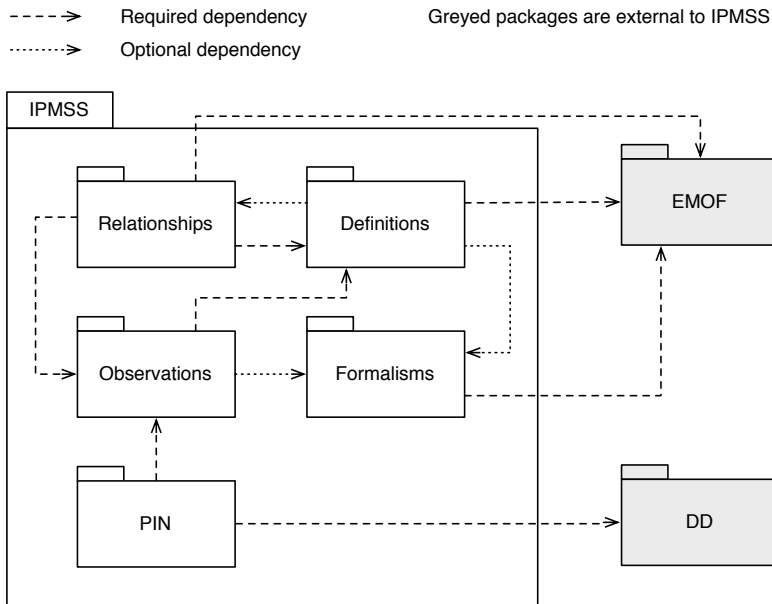 Required dependency
Greyed packages are external to IPMSS
Optional dependency
IPMSS
Relationships
Definitions
EMOF
Observations
Formalisms
PIN
DD